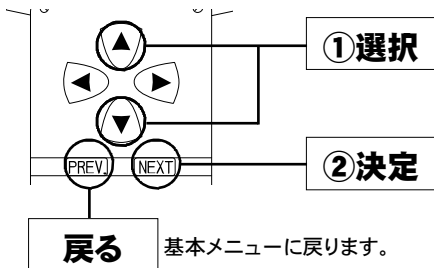 ①選択
PREV.
NEXT
②決定
戻る
基本メニューに戻ります。